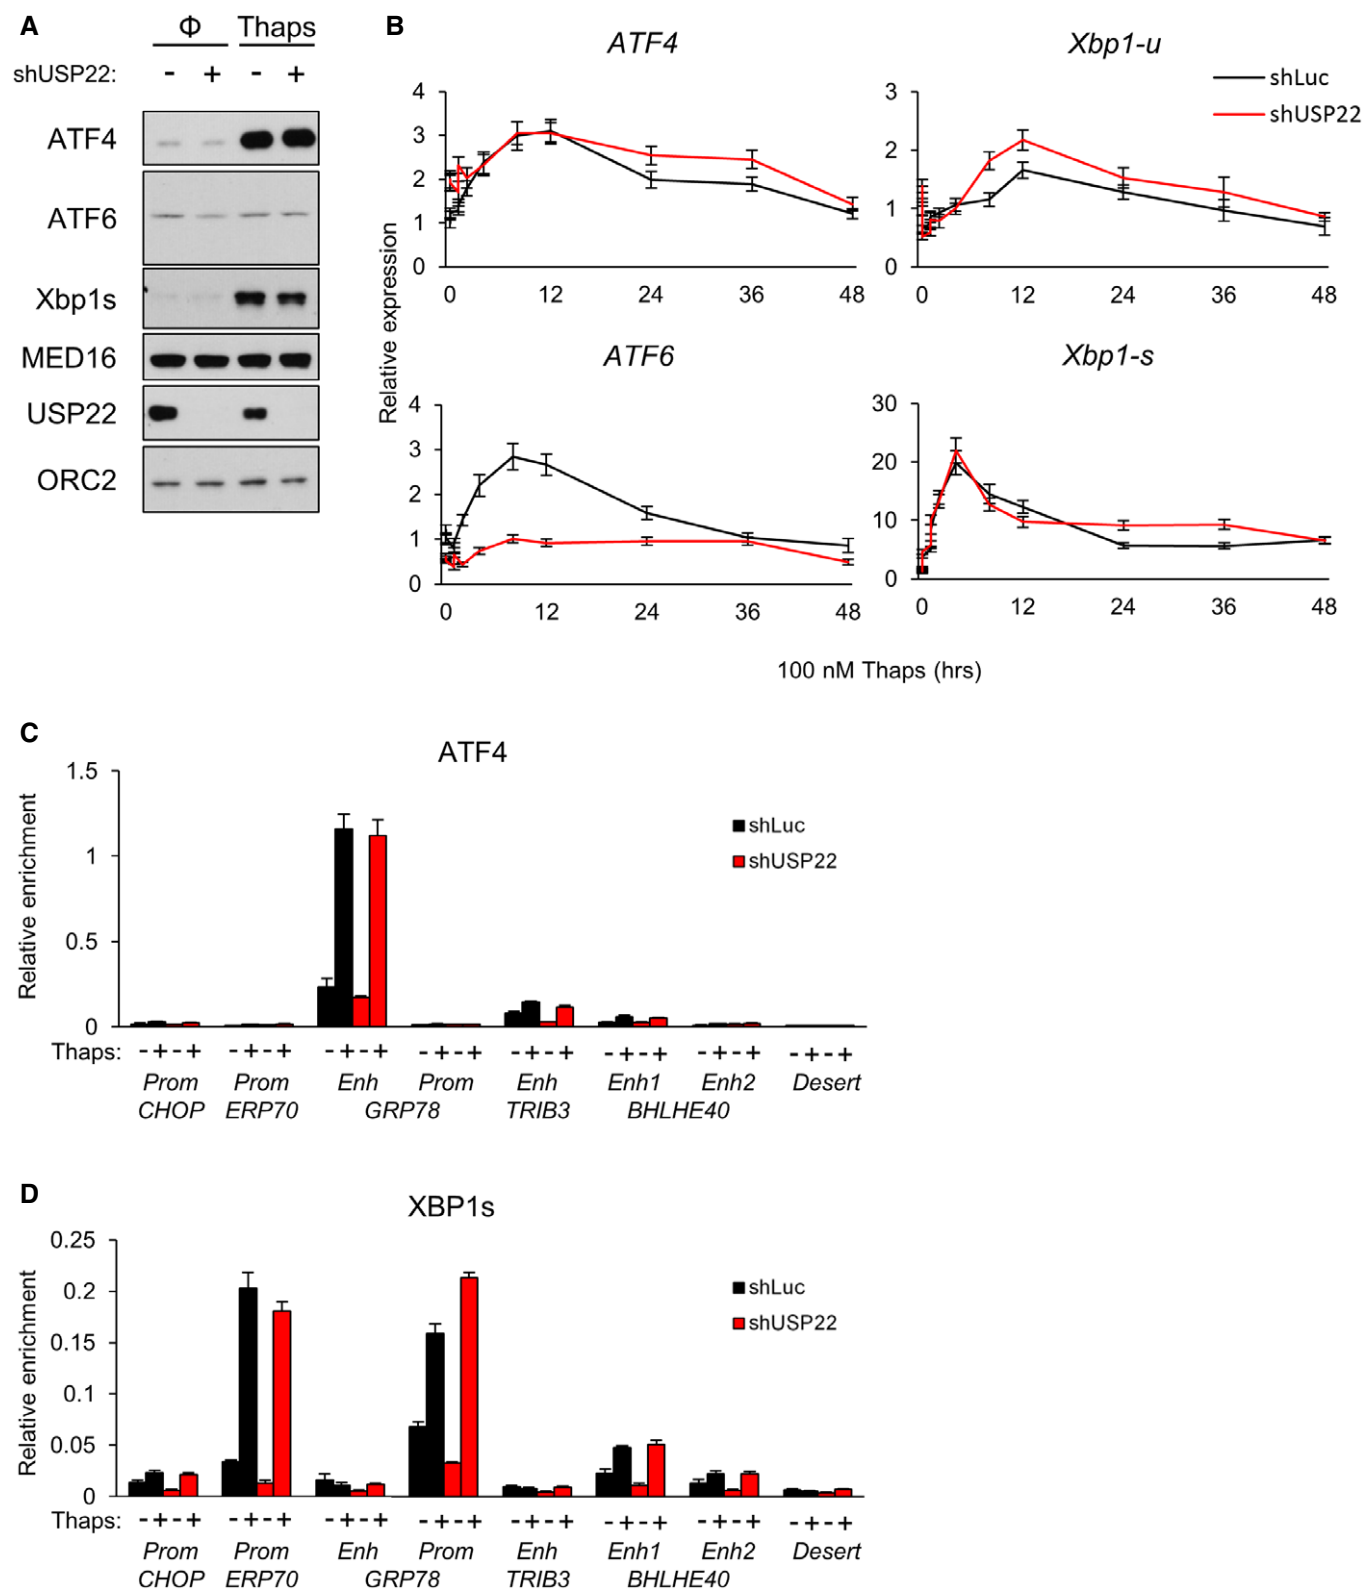 A
Φ Thaps
shUSP22: - + - +
ATF4
ATF6
Xbp1s
MED16
USP22
ORC2
B
Relative expression
ATF4
4
3
2
1
0
0 12 24 36 48
Xbp1-u
shLuc
shUSP22
3
2
1
0
0 12 24 36 48
ATF6
4
3
2
1
0
0 12 24 36 48
Xbp1-s
30
20
10
0
0 12 24 36 48
100 nM Thaps (hrs)
C
ATF4
Relative enrichment
1.5
1
0.5
0
shLuc
shUSP22
Thaps: -+-+ -+-+ -+-+ -+-+ -+-+ -+-+ -+-+ -+-+
Prom Prom Enh Prom Enh Enh1 Enh2 Desert
CHOP ERP70 GRP78 TRIB3 BHLHE40
D
XBP1s
Relative enrichment
0.25
0.2
0.15
0.1
0.05
0
shLuc
shUSP22
Thaps: -+-+ -+-+ -+-+ -+-+ -+-+ -+-+ -+-+ -+-+
Prom Prom Enh Prom Enh Enh1 Enh2 Desert
CHOP ERP70 GRP78 TRIB3 BHLHE40